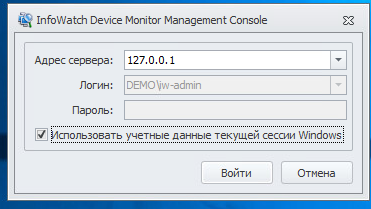 InfoWatch Device Monitor Management Console
Адрес сервера: 127.0.0.1
Логин: DEMO\iw-admin
Пароль:
Использовать учетные данные текущей сессии Windows
Войти Отмена